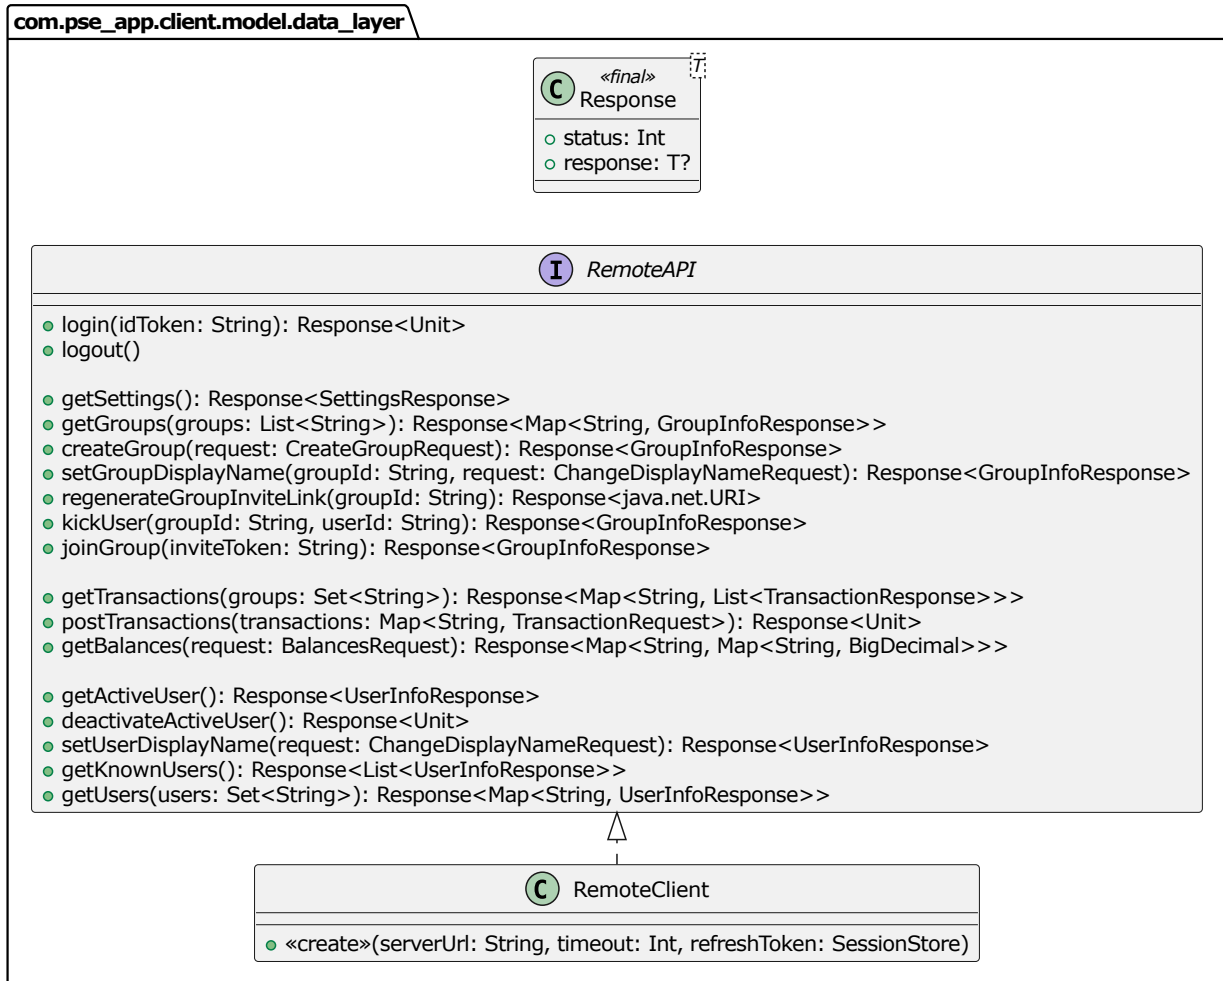 com.pse_app.client.model.data_layer
T
C
«final»
Response
status: Int
response: T?
I
RemoteAPI
login(idToken: String): Response<Unit>
logout()
getSettings(): Response<SettingsResponse>
getGroups(groups: List<String>): Response<Map<String, GroupInfoResponse>>
createGroup(request: CreateGroupRequest): Response<GroupInfoResponse>
setGroupDisplayName(groupId: String, request: ChangeDisplayNameRequest): Response<GroupInfoResponse>
regenerateGroupInviteLink(groupId: String): Response<java.net.URI>
kickUser(groupId: String, userId: String): Response<GroupInfoResponse>
joinGroup(inviteToken: String): Response<GroupInfoResponse>
getTransactions(groups: Set<String>): Response<Map<String, List<TransactionResponse>>>
postTransactions(transactions: Map<String, TransactionRequest>): Response<Unit>
getBalances(request: BalancesRequest): Response<Map<String, Map<String, BigDecimal>>>
getActiveUser(): Response<UserInfoResponse>
deactivateActiveUser(): Response<Unit>
setUserDisplayName(request: ChangeDisplayNameRequest): Response<UserInfoResponse>
getKnownUsers(): Response<List<UserInfoResponse>>
getUsers(users: Set<String>): Response<Map<String, UserInfoResponse>>
C
RemoteClient
«create»(serverUrl: String, timeout: Int, refreshToken: SessionStore)